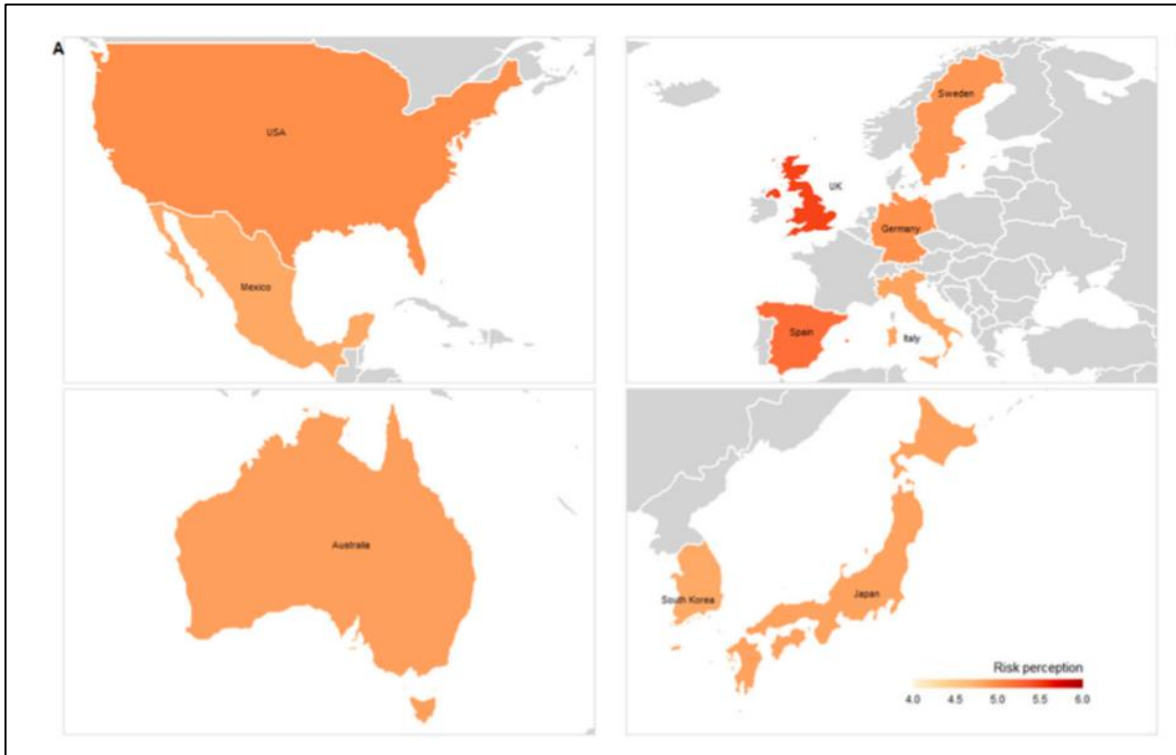 A
USA
Mexico
Sweden
UK
Germany
Spain
Italy
Australia
South Korea
Japan
Risk perception
4.0 4.5 5.0 5.5 6.0